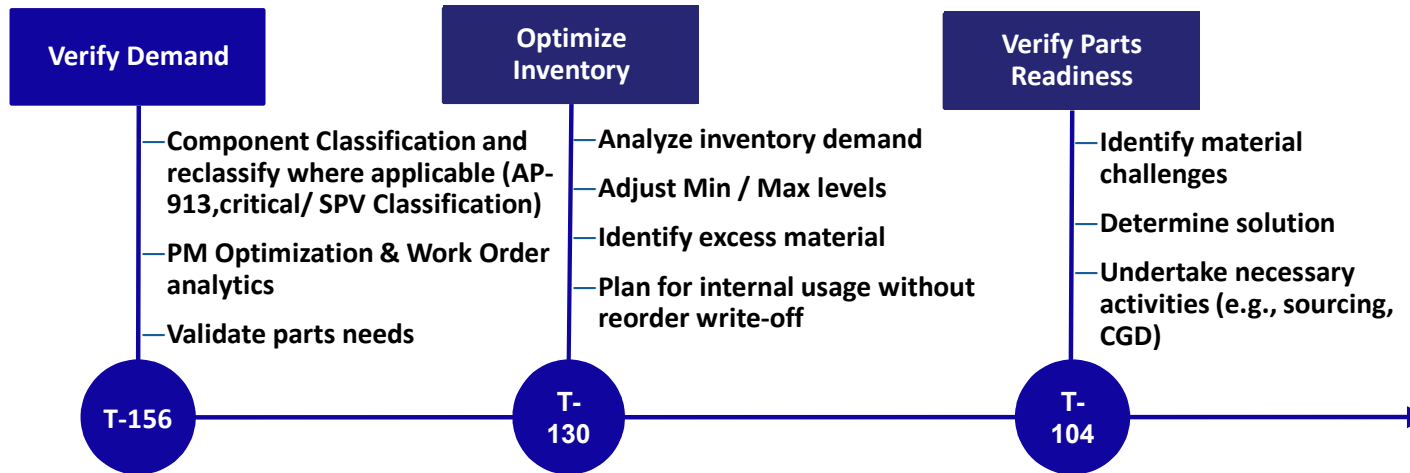 Verify Demand
Component Classification and
reclassify where applicable (AP-
913,critical/ SPV Classification)
PM Optimization & Work Order
analytics
Validate parts needs
T-156
Optimize
Inventory
Analyze inventory demand
Adjust Min / Max levels
Identify excess material
Plan for internal usage without
reorder write-off
T-
130
Verify Parts
Readiness
Identify material
challenges
Determine solution
Undertake necessary
activities (e.g., sourcing,
CGD)
T-
104